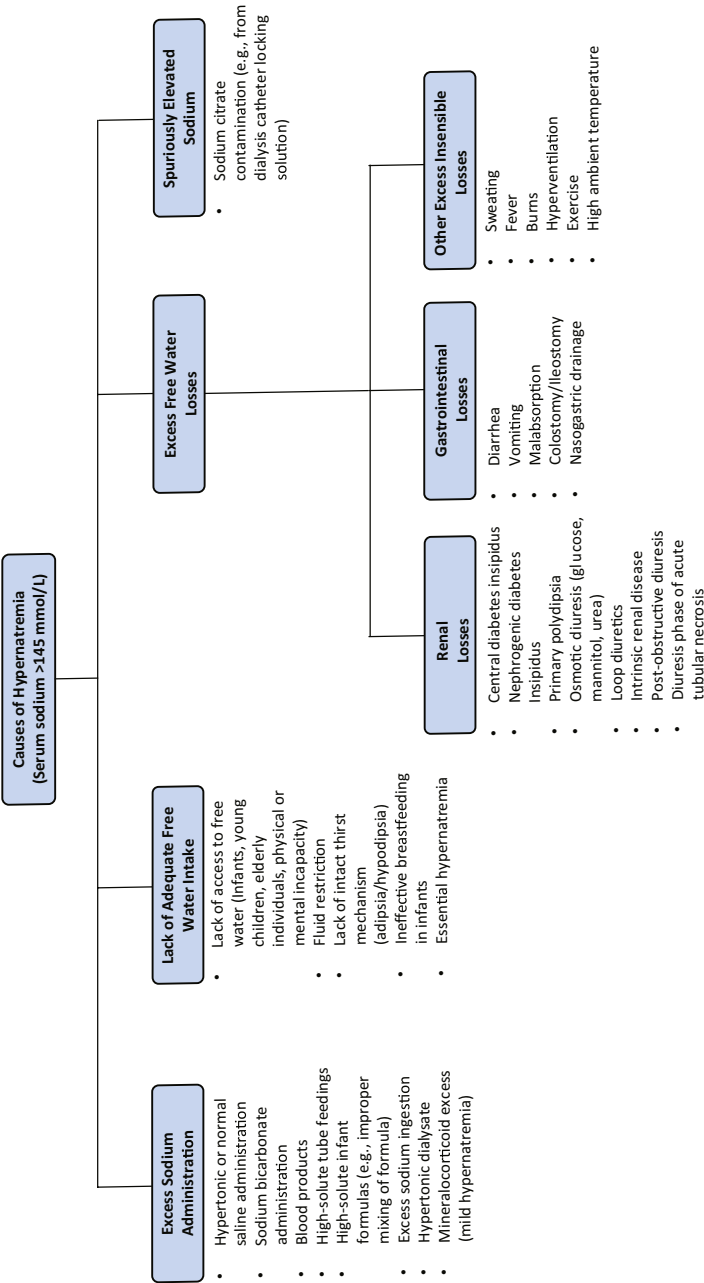 Causes of Hypernatremia
(Serum sodium >145 mmol/L)
Excess Sodium
Administration
• Hypertonic or normal
saline administration
• Sodium bicarbonate
administration
• Blood products
• High-solute tube feedings
• High-solute infant
formulas (e.g., improper
mixing of formula)
• Excess sodium ingestion
• Hypertonic dialysate
• Mineralocorticoid excess
(mild hypernatremia)
Lack of Adequate Free
Water Intake
• Lack of access to free
water (Infants, young
children, elderly
individuals, physical or
mental incapacity)
• Fluid restriction
• Lack of intact thirst
mechanism
(adipsia/hypodipsia)
• Ineffective breastfeeding
in infants
• Essential hypernatremia
Excess Free Water
Losses
Spuriously Elevated
Sodium
• Sodium citrate
contamination (e.g., from
dialysis catheter locking
solution)
Renal
Losses
• Central diabetes insipidus
• Nephrogenic diabetes
Insipidus
• Primary polydipsia
• Osmotic diuresis (glucose,
mannitol, urea)
• Loop diuretics
• Intrinsic renal disease
• Post-obstructive diuresis
• Diuresis phase of acute
tubular necrosis
Gastrointestinal
Losses
• Diarrhea
• Vomiting
• Malabsorption
• Colostomy/Ileostomy
• Nasogastric drainage
Other Excess Insensible
Losses
• Sweating
• Fever
• Burns
• Hyperventilation
• Exercise
• High ambient temperature